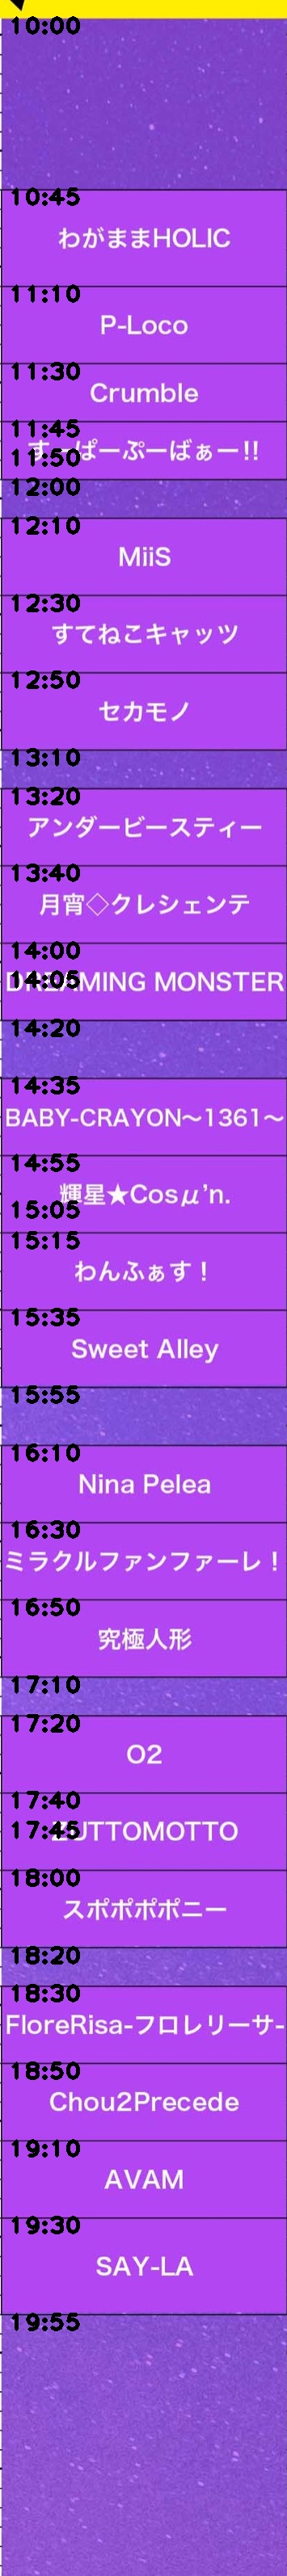 10:00
10:45
わがままHOLIC
11:10
P-Loco
11:30
Crumble
11:45
すーぱーぷーばぁー!!
11:50
12:00
12:10
MiiS
12:30
すてねこキャッツ
12:50
セカモノ
13:10
13:20
アンダービースティー
13:40
月宵◇クレシェンテ
14:00
DREAMING MONSTER
14:05
14:20
14:35
BABY-CRAYON〜1361〜
14:55
輝星★Cosμ'n.
15:05
15:15
わんふぁす！
15:35
Sweet Alley
15:55
16:10
Nina Pelea
16:30
ミラクルファンファーレ！
16:50
究極人形
17:10
17:20
O2
17:40
ZUTTOMOTTO
17:45
18:00
スポポポポニー
18:20
18:30
FloreRisa-フロレリーサ-
18:50
Chou2Precede
19:10
AVAM
19:30
SAY-LA
19:55